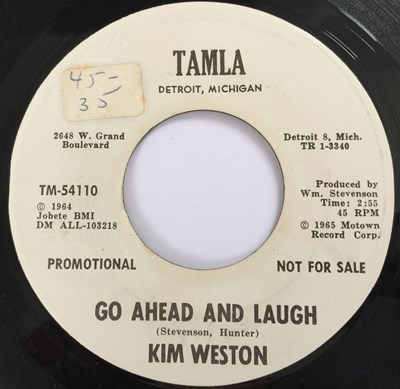 TAMLA
DETROIT, MICHIGAN
45-
35
2648 W. Grand
Boulevard
Detroit 8, Mich.
TR 1-3340
TM-54110
© 1964
Jobete BMI
DM ALL-103218
Produced by
Wm. Stevenson
Time: 2:55
45 RPM
℗ 1965 Motown
Record Corp.
PROMOTIONAL
NOT FOR SALE
GO AHEAD AND LAUGH
(Stevenson, Hunter)
KIM WESTON